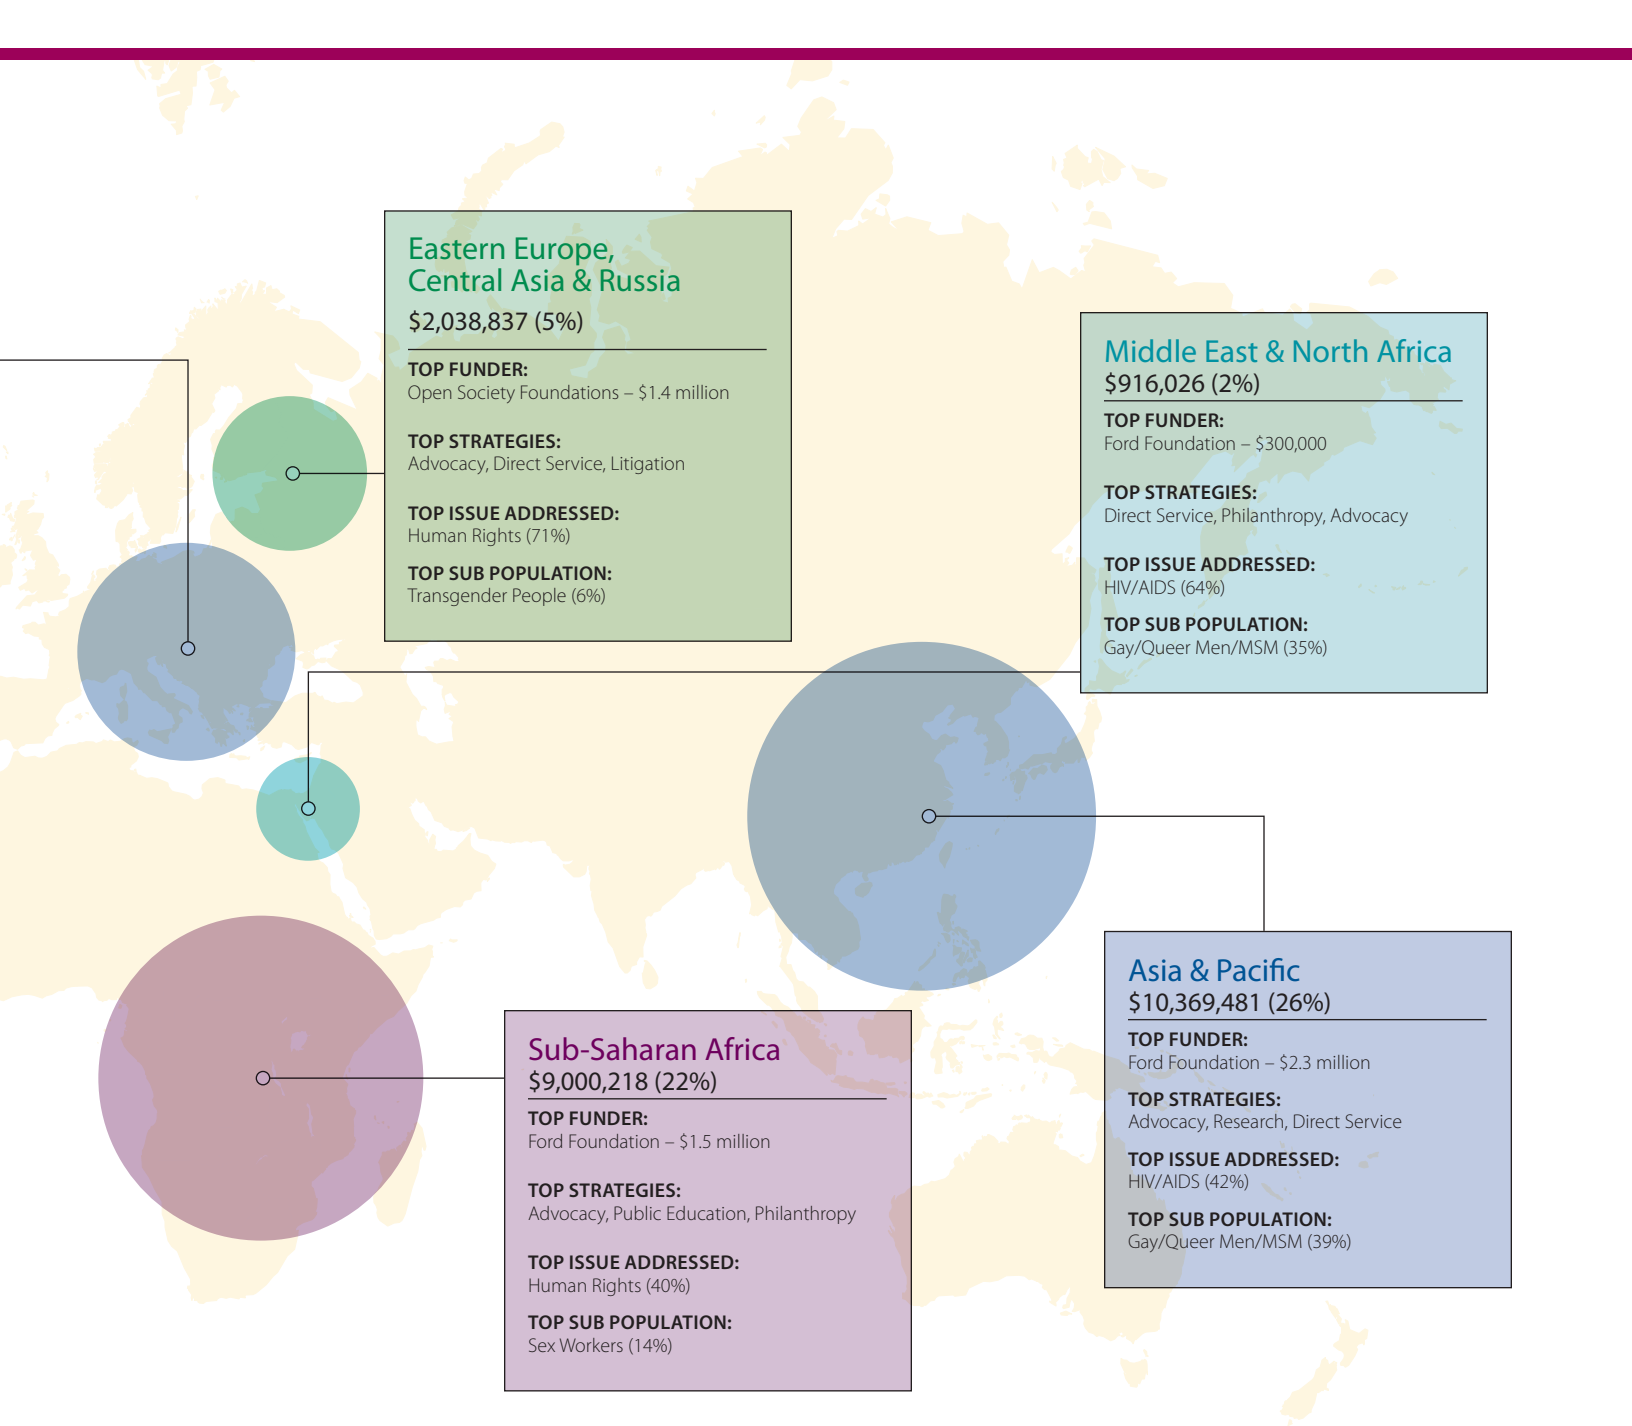 Eastern Europe,
Central Asia & Russia
$2,038,837 (5%)
TOP FUNDER:
Open Society Foundations – $1.4 million
TOP STRATEGIES:
Advocacy, Direct Service, Litigation
TOP ISSUE ADDRESSED:
Human Rights (71%)
TOP SUB POPULATION:
Transgender People (6%)
Middle East & North Africa
$916,026 (2%)
TOP FUNDER:
Ford Foundation – $300,000
TOP STRATEGIES:
Direct Service, Philanthropy, Advocacy
TOP ISSUE ADDRESSED:
HIV/AIDS (64%)
TOP SUB POPULATION:
Gay/Queer Men/MSM (35%)
Sub-Saharan Africa
$9,000,218 (22%)
TOP FUNDER:
Ford Foundation – $1.5 million
TOP STRATEGIES:
Advocacy, Public Education, Philanthropy
TOP ISSUE ADDRESSED:
Human Rights (40%)
TOP SUB POPULATION:
Sex Workers (14%)
Asia & Pacific
$10,369,481 (26%)
TOP FUNDER:
Ford Foundation – $2.3 million
TOP STRATEGIES:
Advocacy, Research, Direct Service
TOP ISSUE ADDRESSED:
HIV/AIDS (42%)
TOP SUB POPULATION:
Gay/Queer Men/MSM (39%)